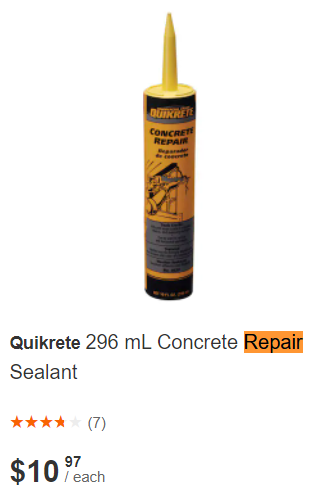 QUIKRETE
CONCRETE
REPAIR
Reparador
de concreto
Quikrete 296 mL Concrete Repair
Sealant
(7)
$10 97 / each